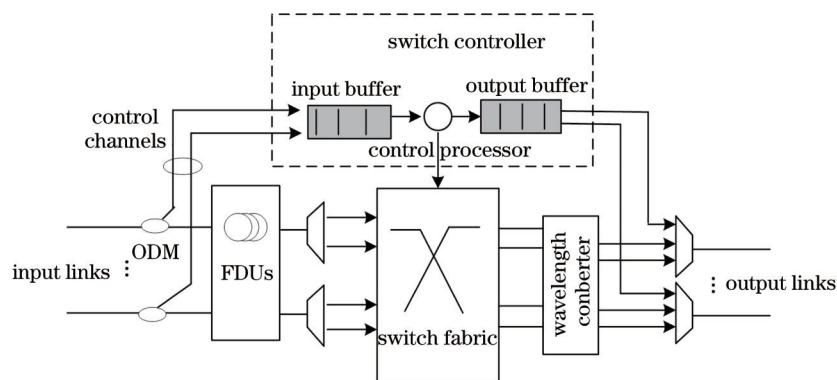 switch controller
input buffer
output buffer
control
channels
control processor
ODM
input links
⋮
FDUs
switch fabric
wavelength
conberter
⋮ output links